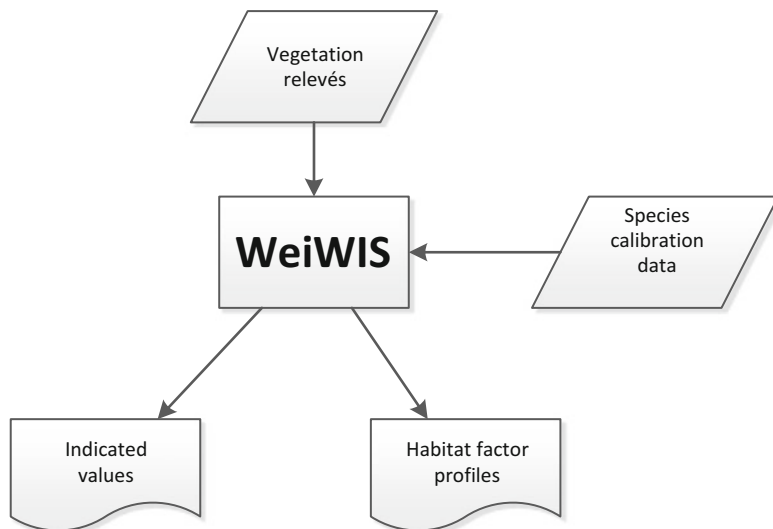 Vegetation
relevés
WeiWIS
Species
calibration
data
Indicated
values
Habitat factor
profiles